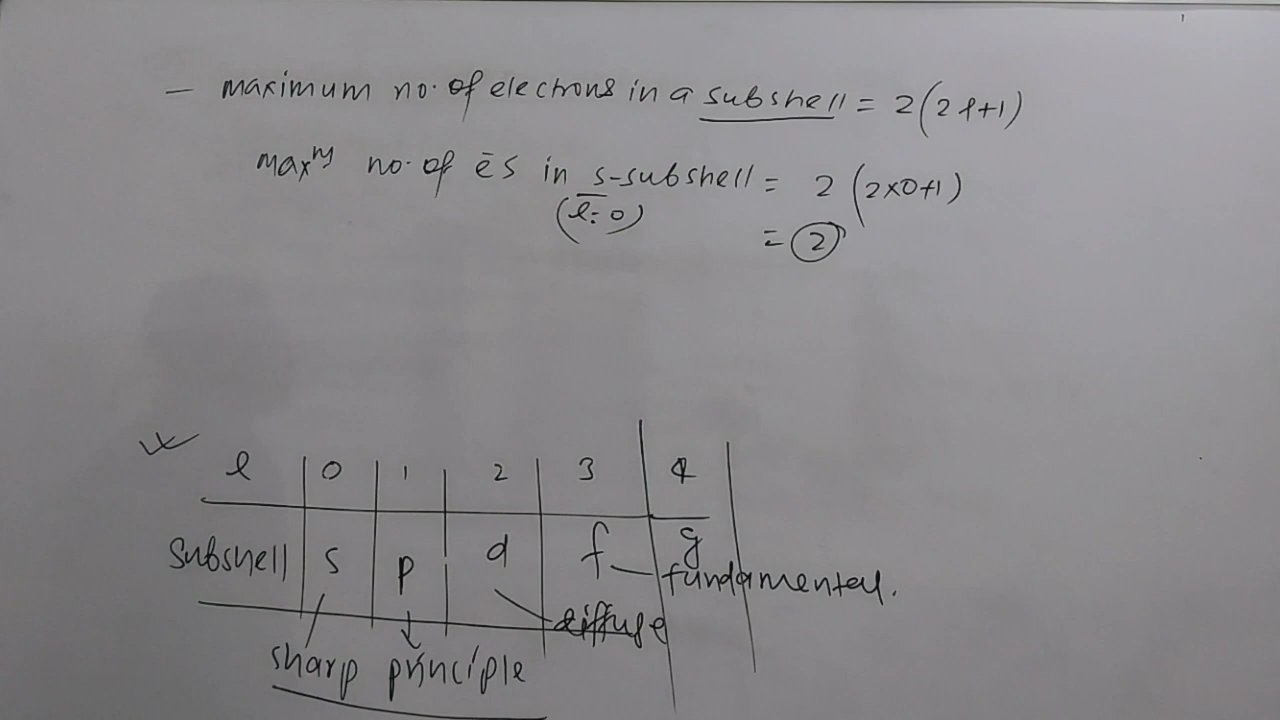 – maximum no. of electrons in a subshell = 2(2l+1)
maxᵐ no. of ēs in s-subshell = 2(2×0+1)
(l=0)
= 2
l 0 1 2 3 4
subshell s p d f g
fundamental.
diffuse
sharp principle